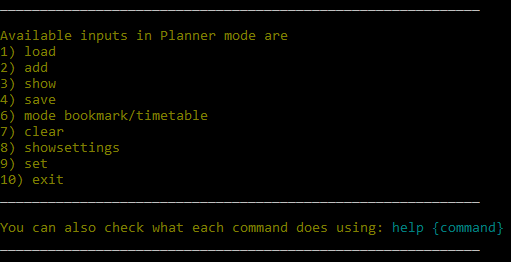 Available inputs in Planner mode are
1) load
2) add
3) show
4) save
6) mode bookmark/timetable
7) clear
8) showsettings
9) set
10) exit
You can also check what each command does using: help {command}